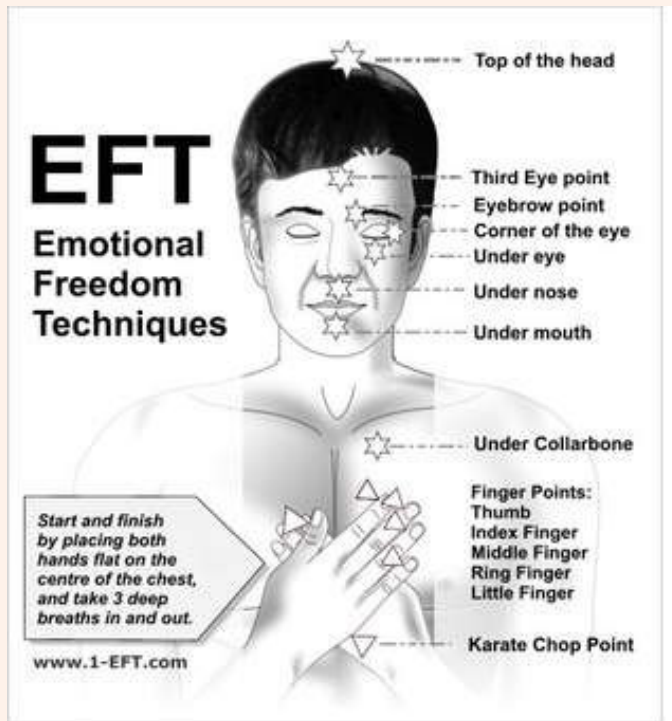 EFT
Emotional
Freedom
Techniques
Top of the head
Third Eye point
Eyebrow point
Corner of the eye
Under eye
Under nose
Under mouth
Under Collarbone
Finger Points:
Thumb
Index Finger
Middle Finger
Ring Finger
Little Finger
Karate Chop Point
Start and finish
by placing both
hands flat on the
centre of the chest,
and take 3 deep
breaths in and out.
www.1-EFT.com